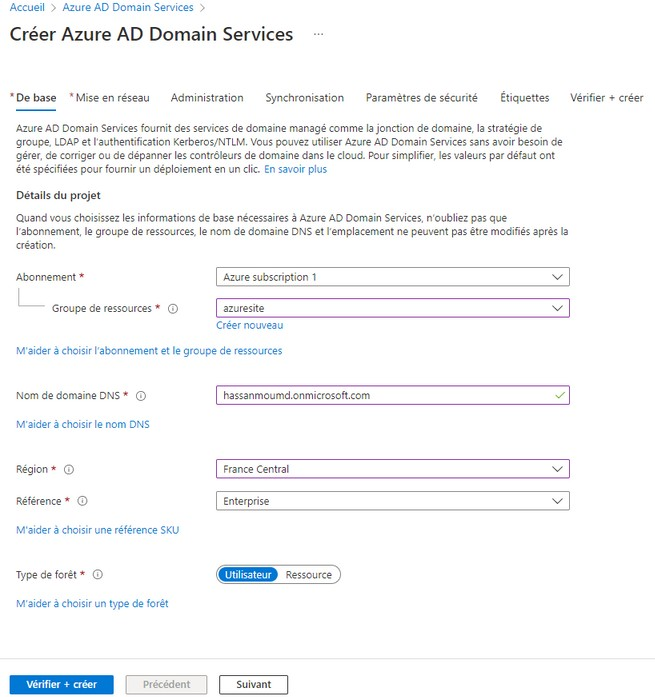 Accueil > Azure AD Domain Services >
Créer Azure AD Domain Services ...
* De base * Mise en réseau Administration Synchronisation Paramètres de sécurité Étiquettes Vérifier + créer
Azure AD Domain Services fournit des services de domaine managé comme la jonction de domaine, la stratégie de
groupe, LDAP et l'authentification Kerberos/NTLM. Vous pouvez utiliser Azure AD Domain Services sans avoir besoin de
gérer, de corriger ou de dépanner les contrôleurs de domaine dans le cloud. Pour simplifier, les valeurs par défaut ont
été spécifiées pour fournir un déploiement en un clic. En savoir plus
Détails du projet
Quand vous choisissez les informations de base nécessaires à Azure AD Domain Services, n'oubliez pas que
l'abonnement, le groupe de ressources, le nom de domaine DNS et l'emplacement ne peuvent pas être modifiés après la
création.
Abonnement * Azure subscription 1
Groupe de ressources * azuresite
Créer nouveau
M'aider à choisir l'abonnement et le groupe de ressources
Nom de domaine DNS * hassanmoumd.onmicrosoft.com
M'aider à choisir le nom DNS
Région * France Central
Référence * Enterprise
M'aider à choisir une référence SKU
Type de forêt * Utilisateur Ressource
M'aider à choisir un type de forêt
Vérifier + créer Précédent Suivant